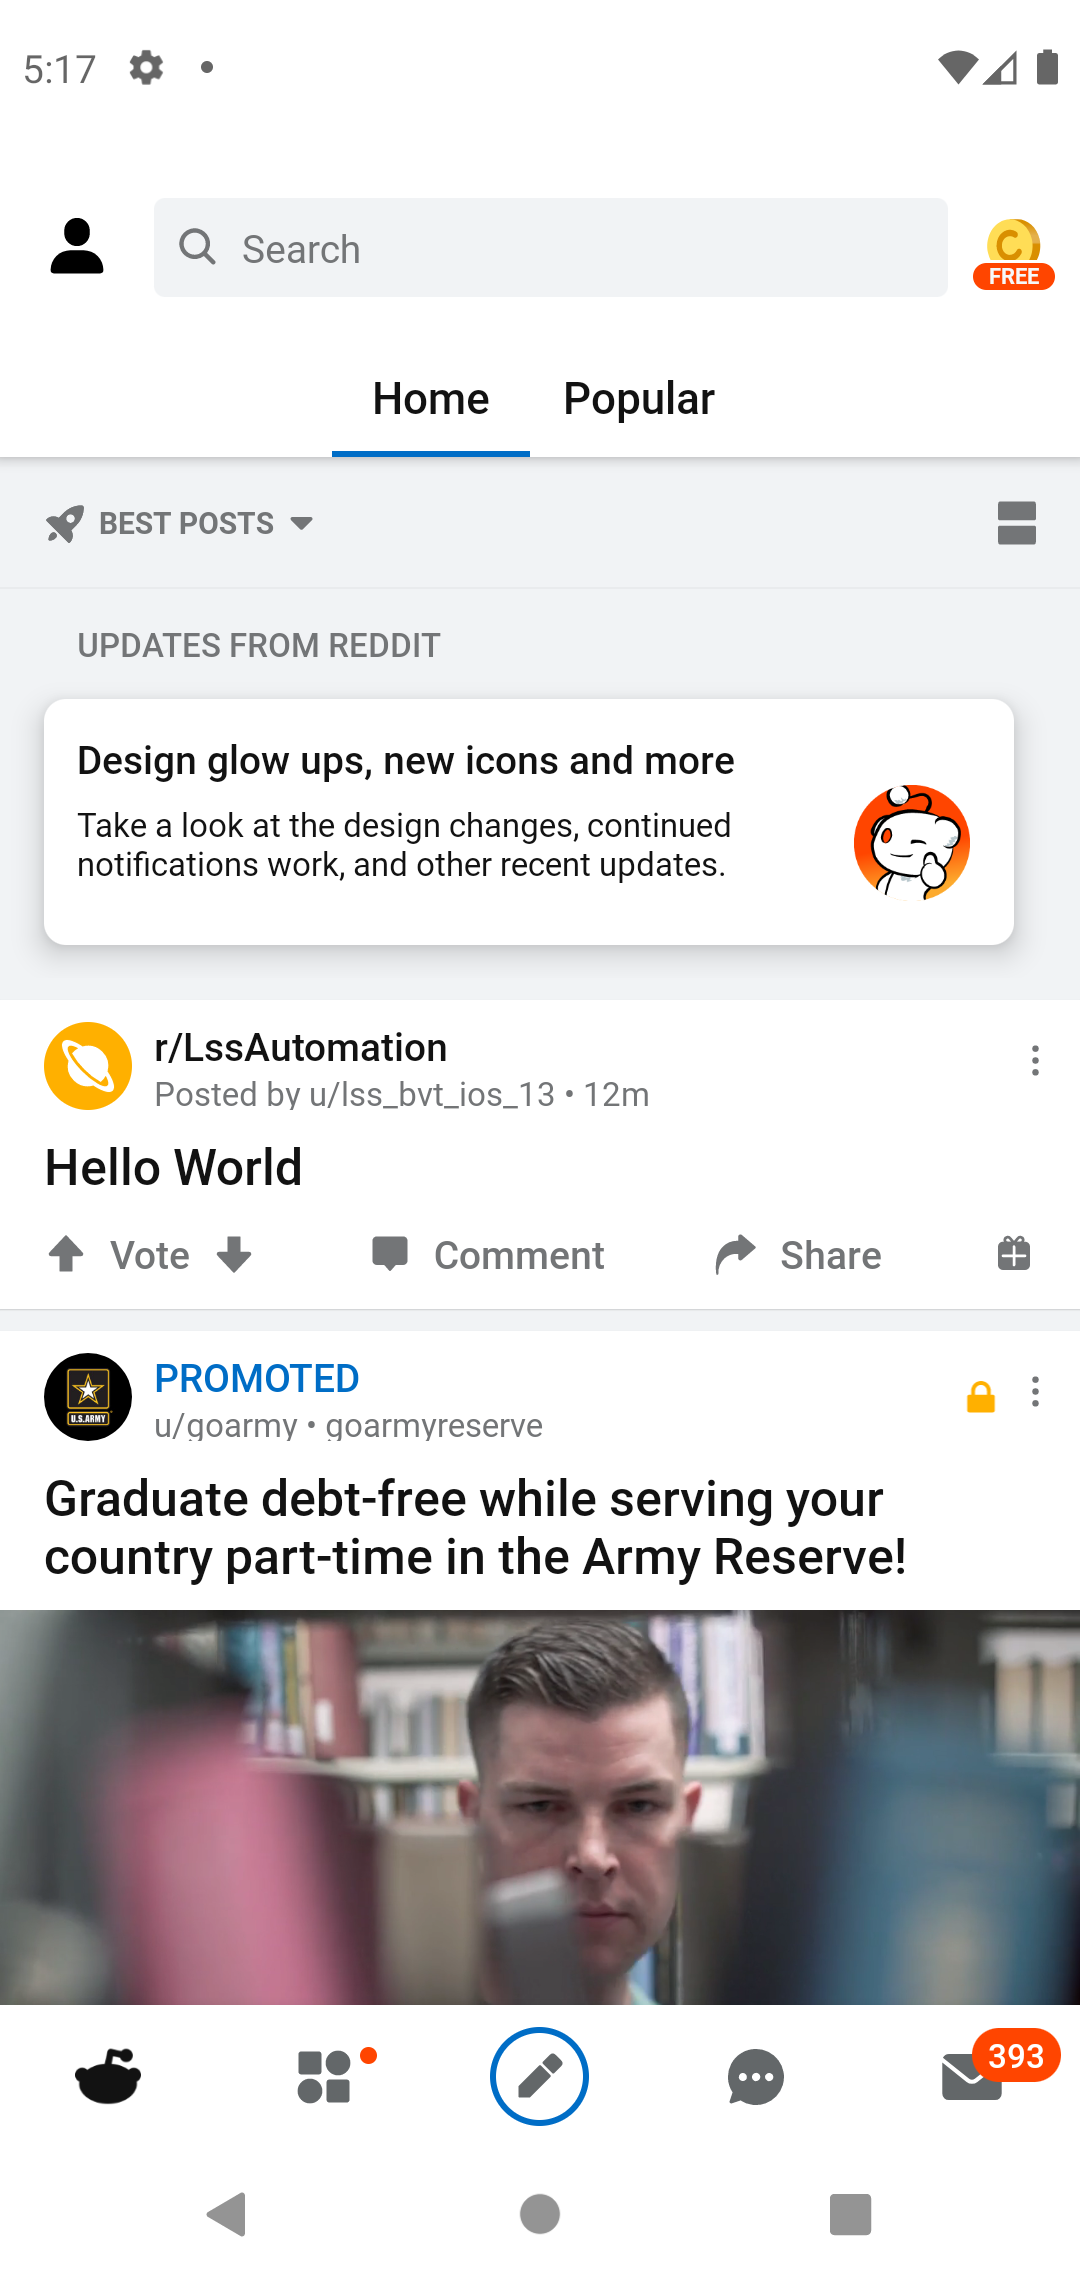 5:17
Search
FREE
Home Popular
BEST POSTS
UPDATES FROM REDDIT
Design glow ups, new icons and more
Take a look at the design changes, continued
notifications work, and other recent updates.
r/LssAutomation
Posted by u/lss_bvt_ios_13 • 12m
Hello World
Vote Comment Share
U.S.ARMY
PROMOTED
u/goarmy • goarmyreserve
Graduate debt-free while serving your
country part-time in the Army Reserve!
393